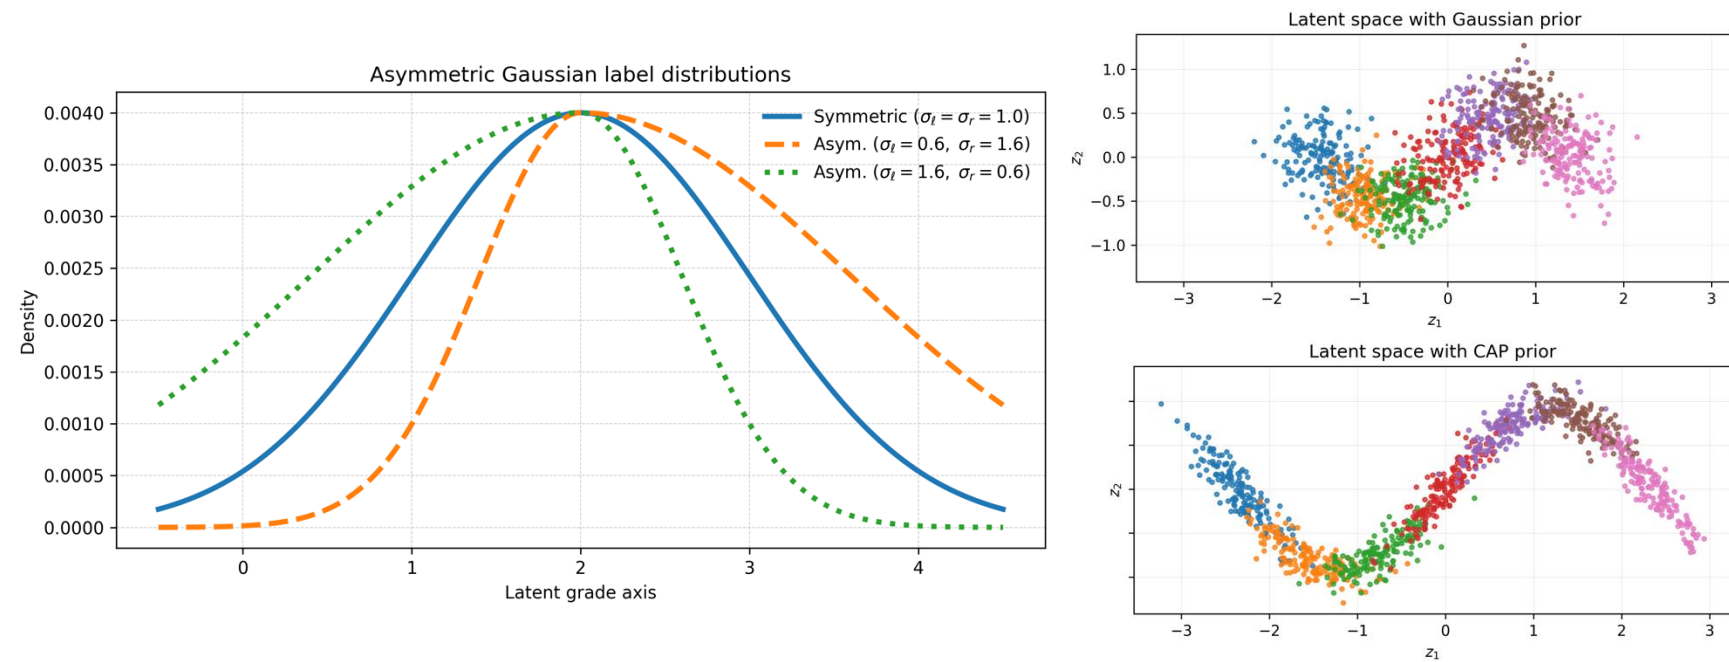 Asymmetric Gaussian label distributions
Symmetric (σℓ = σr = 1.0)
Asym. (σℓ = 0.6, σr = 1.6)
Asym. (σℓ = 1.6, σr = 0.6)
Density
0.0040
0.0035
0.0030
0.0025
0.0020
0.0015
0.0010
0.0005
0.0000
0 1 2 3 4
Latent grade axis
Latent space with Gaussian prior
z2
1.0
0.5
0.0
−0.5
−1.0
−3 −2 −1 0 1 2 3
z1
Latent space with CAP prior
z2
−3 −2 −1 0 1 2 3
z1